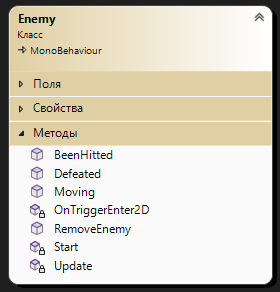 Enemy
Класс
MonoBehaviour
Поля
Свойства
Методы
BeenHitted
Defeated
Moving
OnTriggerEnter2D
RemoveEnemy
Start
Update